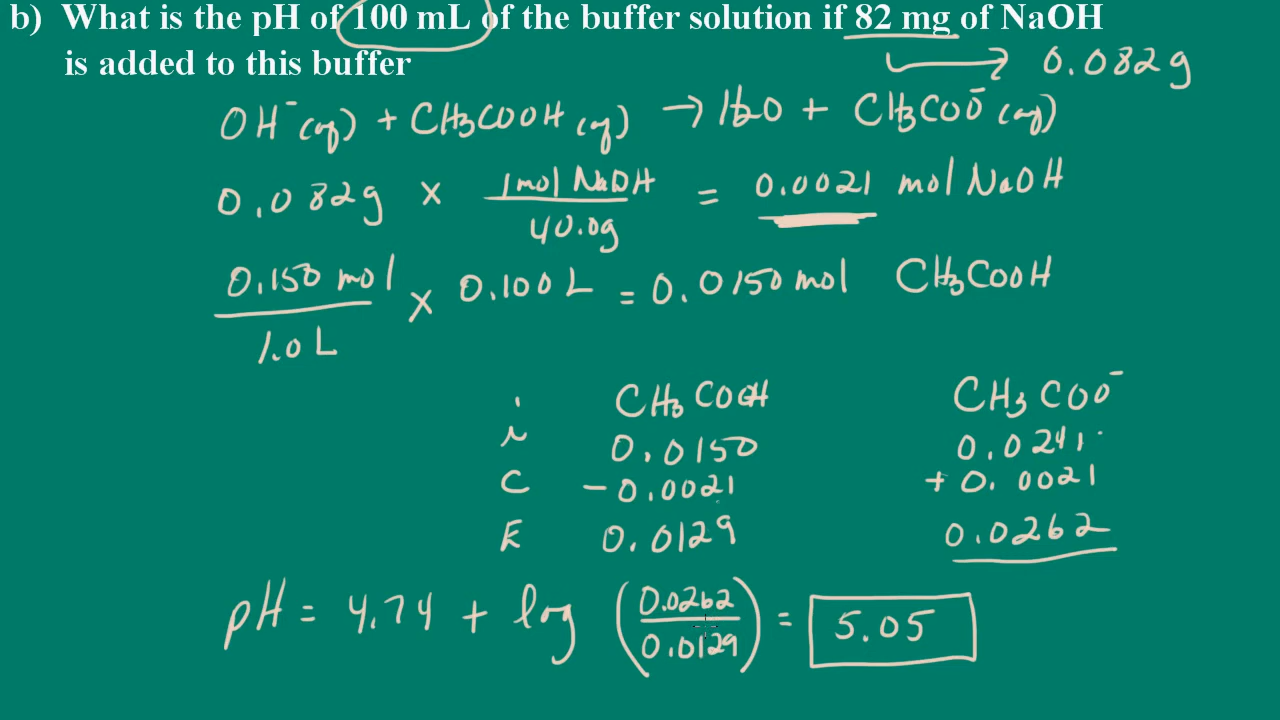 b) What is the pH of 100 mL of the buffer solution if 82 mg of NaOH
is added to this buffer
→ 0.082g
OH⁻(aq) + CH₃COOH(aq) → H₂O + CH₃COO⁻(aq)
0.082g x 1 mol NaOH / 40.0g = 0.0021 mol NaOH
0.150 mol / 1.0 L x 0.100 L = 0.0150 mol CH₃COOH
CH₃COOH CH₃COO⁻
i 0.0150 0.0241
C - 0.0021 + 0.0021
E 0.0129 0.0262
pH = 4.74 + log (0.0262 / 0.0129) = 5.05